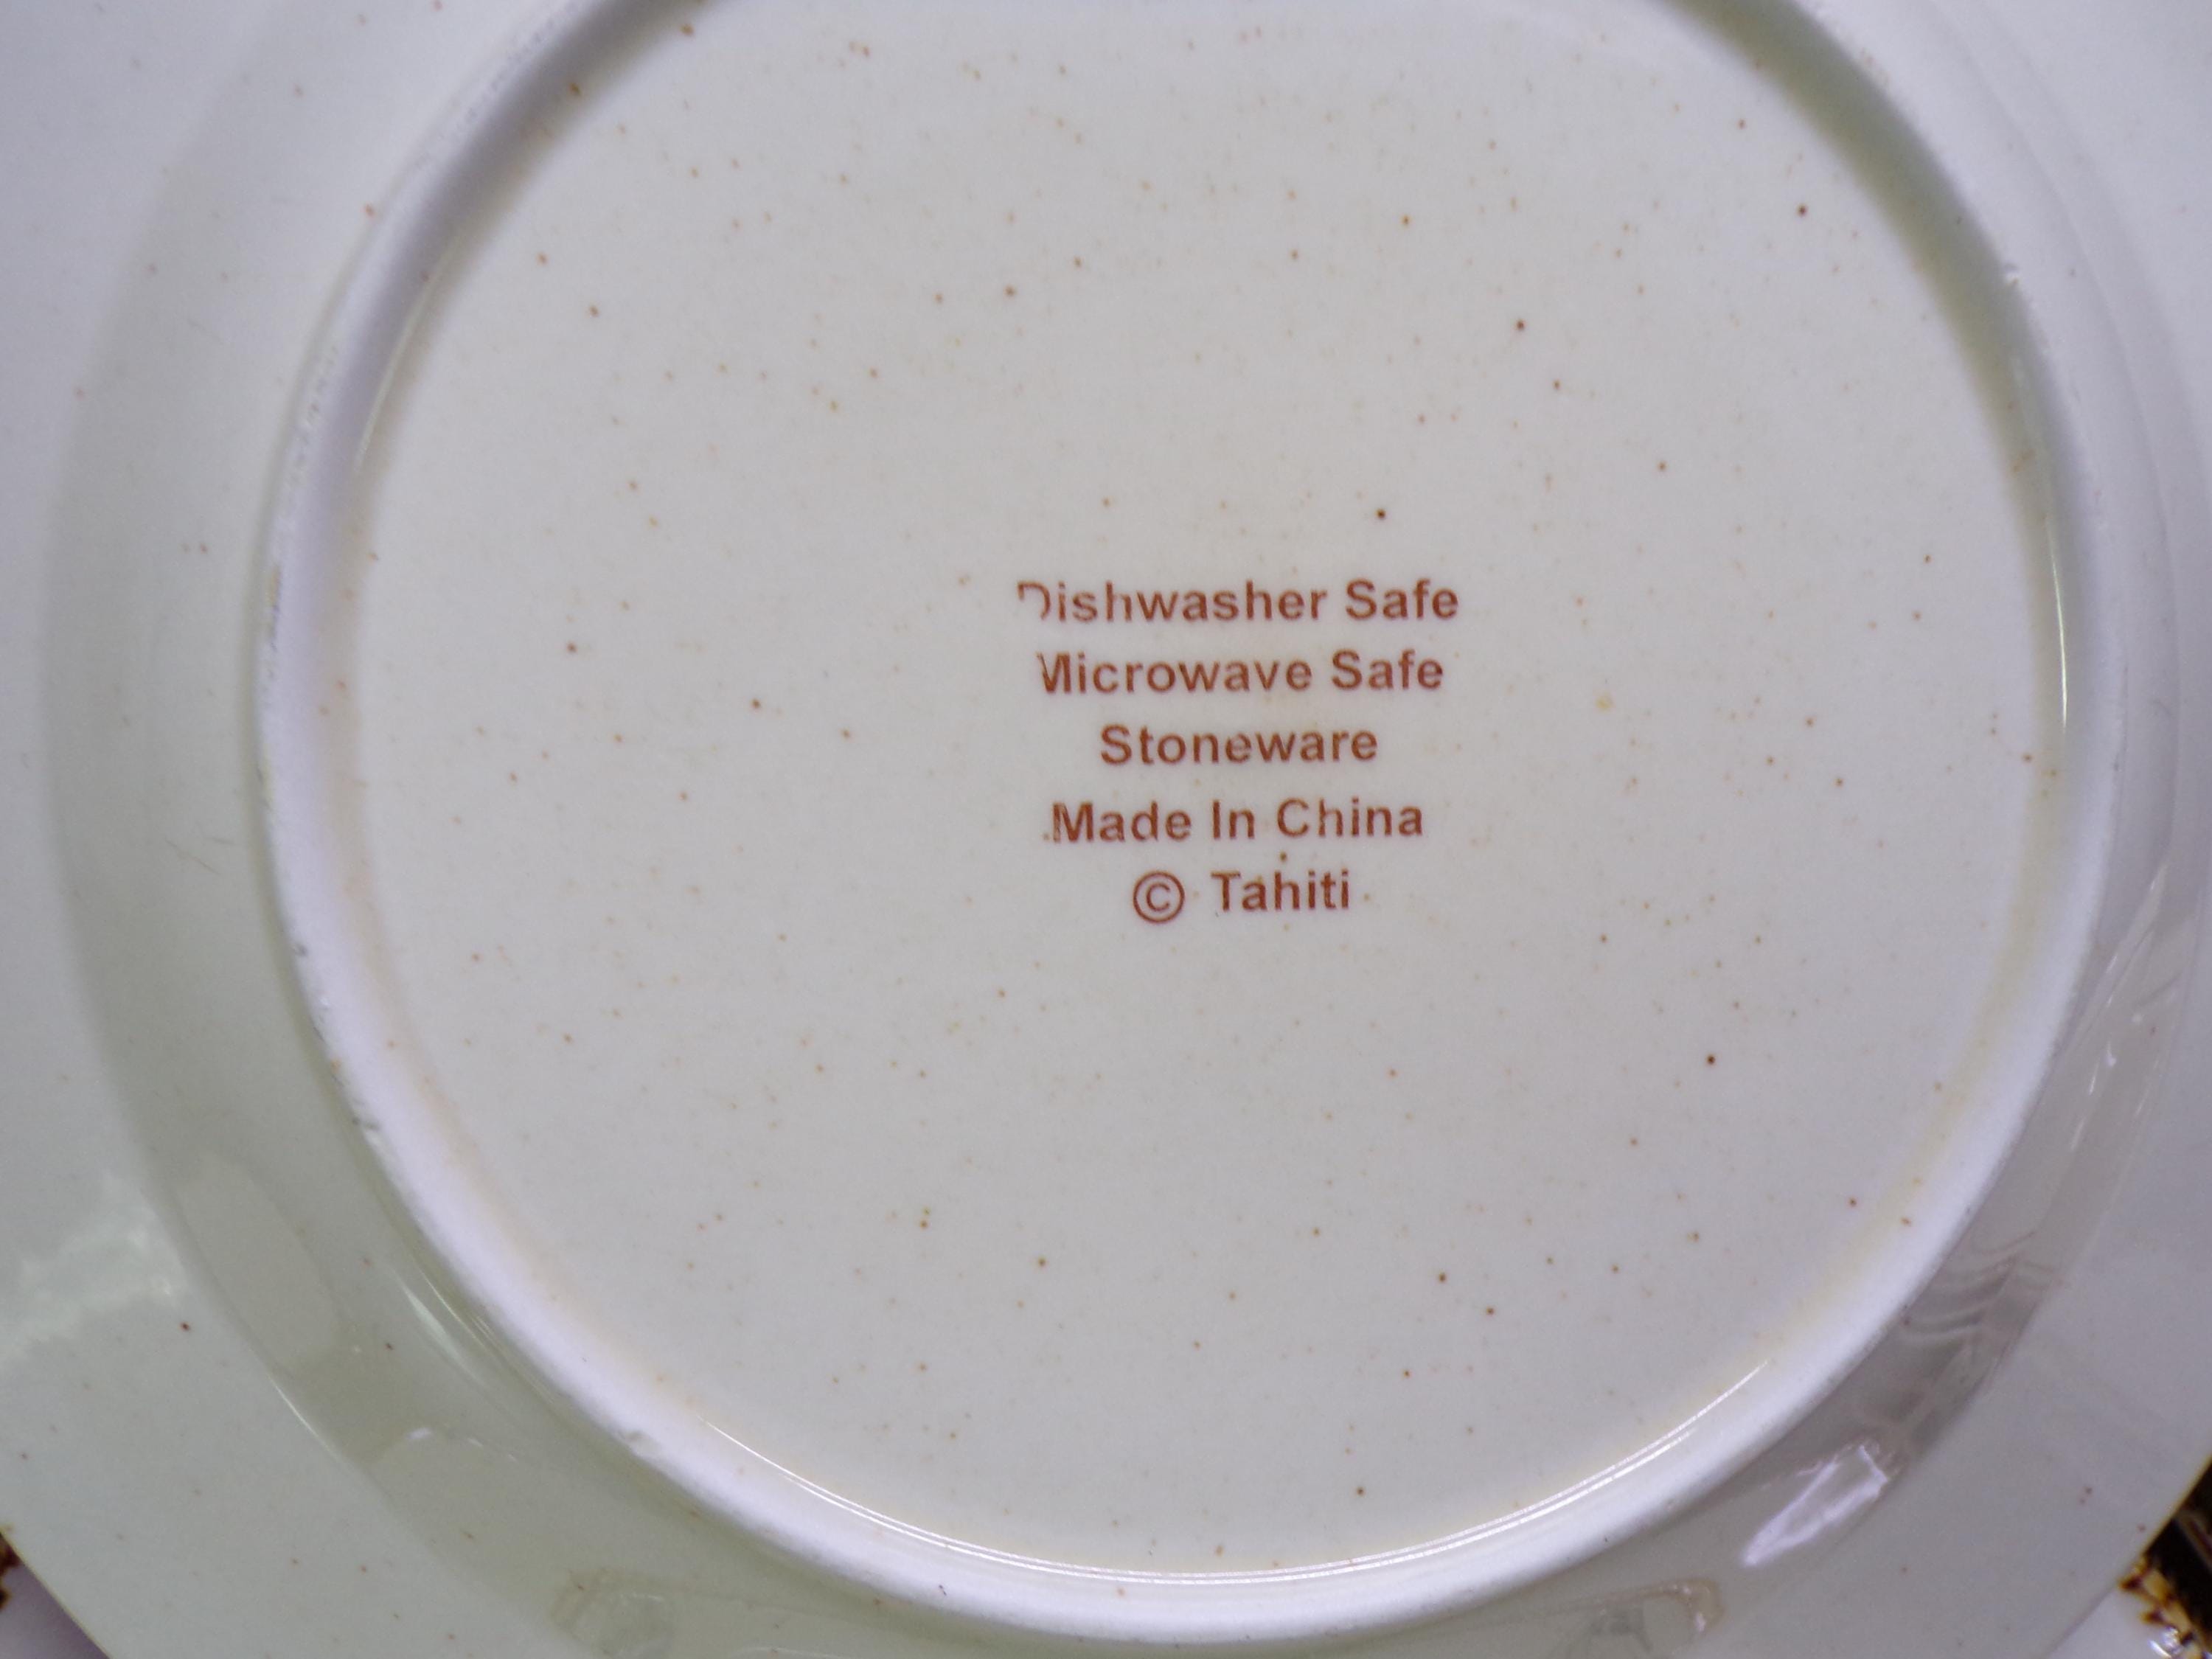 Dishwasher Safe
Microwave Safe
Stoneware
Made In China
© Tahiti